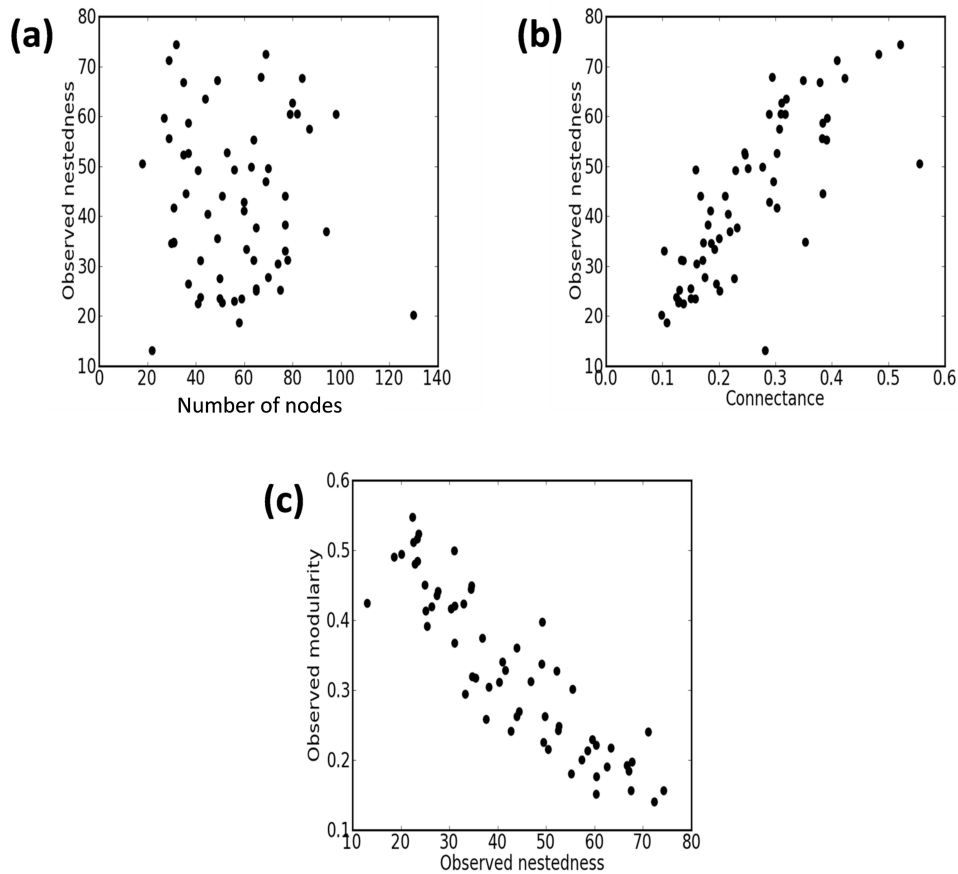 (a)
80
70
60
50
40
30
20
10
Observed nestedness
0 20 40 60 80 100 120 140
Number of nodes
(b)
80
70
60
50
40
30
20
10
Observed nestedness
0.0 0.1 0.2 0.3 0.4 0.5 0.6
Connectance
(c)
0.6
0.5
0.4
0.3
0.2
0.1
Observed modularity
10 20 30 40 50 60 70 80
Observed nestedness